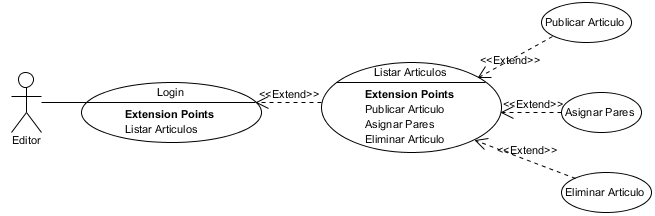 Publicar Articulo
<<Extend>>
Listar Articulos
Extension Points
Publicar Articulo
Asignar Pares
Eliminar Articulo
Login
Extension Points
Listar Articulos
<<Extend>>
<<Extend>>
Asignar Pares
Editor
<<Extend>>
Eliminar Articulo